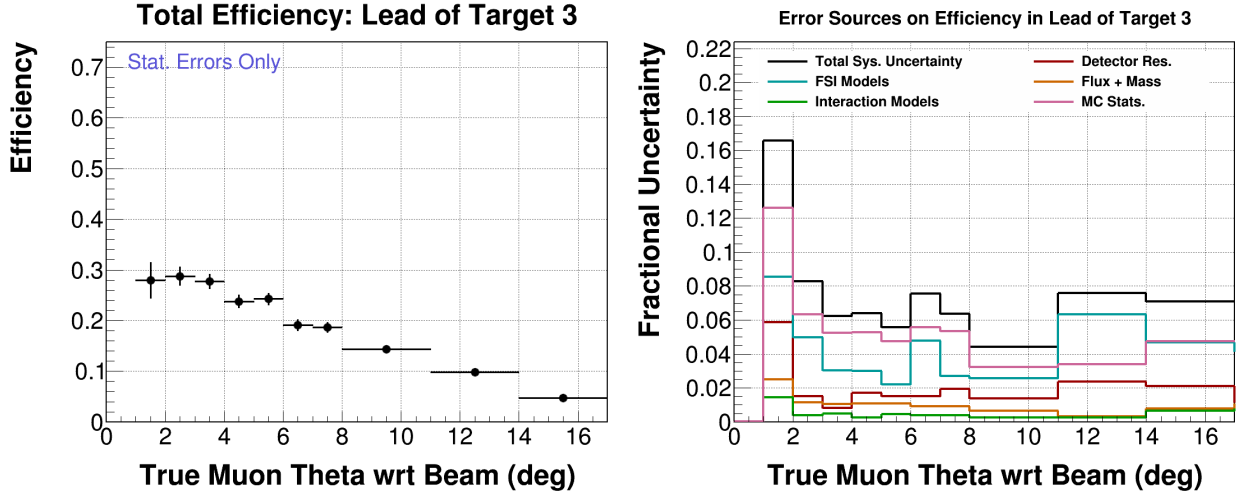 Total Efficiency: Lead of Target 3
Efficiency
Stat. Errors Only
0.7
0.6
0.5
0.4
0.3
0.2
0.1
0
0 2 4 6 8 10 12 14 16
True Muon Theta wrt Beam (deg)
Error Sources on Efficiency in Lead of Target 3
Fractional Uncertainty
Total Sys. Uncertainty
FSI Models
Interaction Models
Detector Res.
Flux + Mass
MC Stats.
0.22
0.2
0.18
0.16
0.14
0.12
0.1
0.08
0.06
0.04
0.02
0
0 2 4 6 8 10 12 14 16
True Muon Theta wrt Beam (deg)